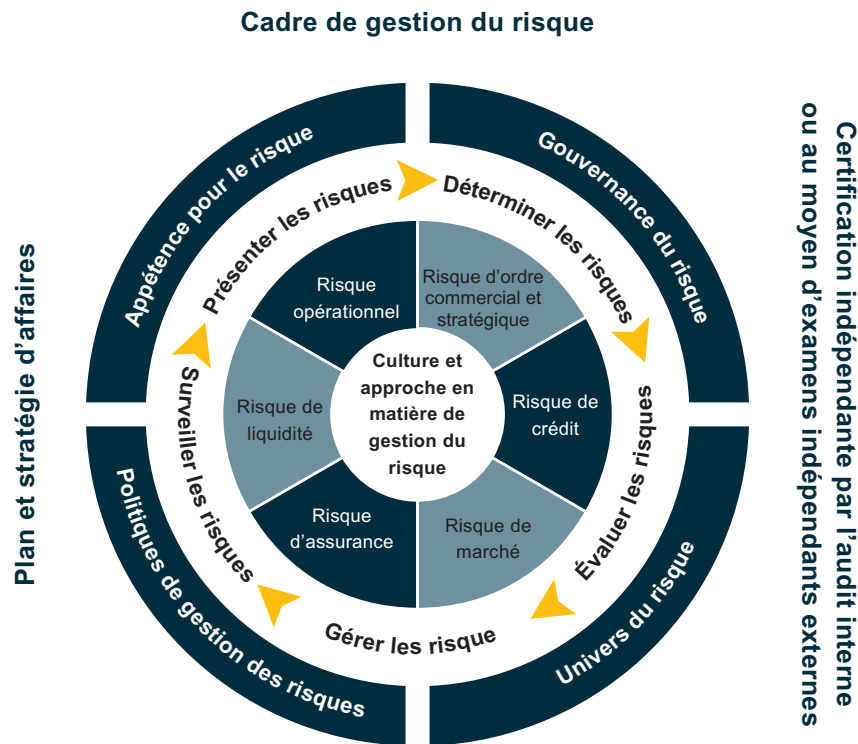 Cadre de gestion du risque
Appétence pour le risque
Gouvernance du risque
Univers du risque
Politiques de gestion des risques
Présenter les risques
Déterminer les risques
Évaluer les risques
Gérer les risque
Surveiller les risques
Risque
opérationnel
Risque d’ordre
commercial et
stratégique
Risque de
crédit
Risque de
marché
Risque
d’assurance
Risque de
liquidité
Culture et
approche en
matière de
gestion du
risque
Plan et stratégie d’affaires
Certification indépendante par l’audit interne
ou au moyen d’examens indépendants externes